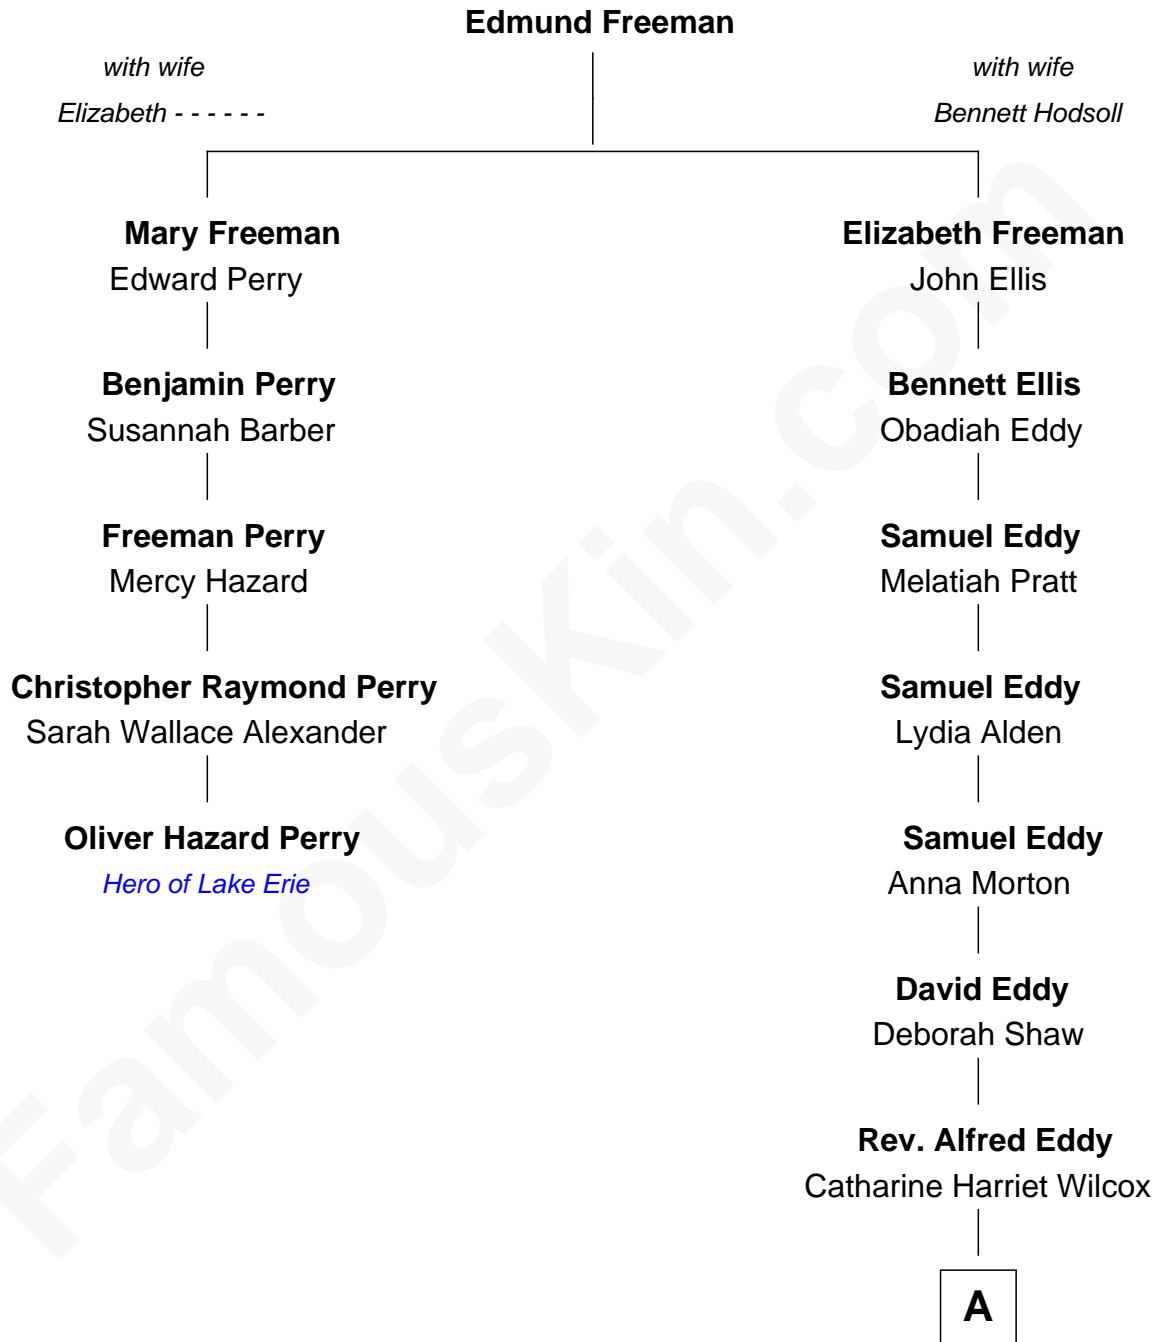 Edmund Freeman
with wife
Elizabeth - - - - - -
with wife
Bennett Hodsoll
Mary Freeman
Edward Perry
Elizabeth Freeman
John Ellis
Benjamin Perry
Susannah Barber
Bennett Ellis
Obadiah Eddy
Freeman Perry
Mercy Hazard
Samuel Eddy
Melatiah Pratt
Christopher Raymond Perry
Sarah Wallace Alexander
Samuel Eddy
Lydia Alden
Oliver Hazard Perry
Hero of Lake Erie
Samuel Eddy
Anna Morton
David Eddy
Deborah Shaw
Rev. Alfred Eddy
Catharine Harriet Wilcox
A
FamousKin.com